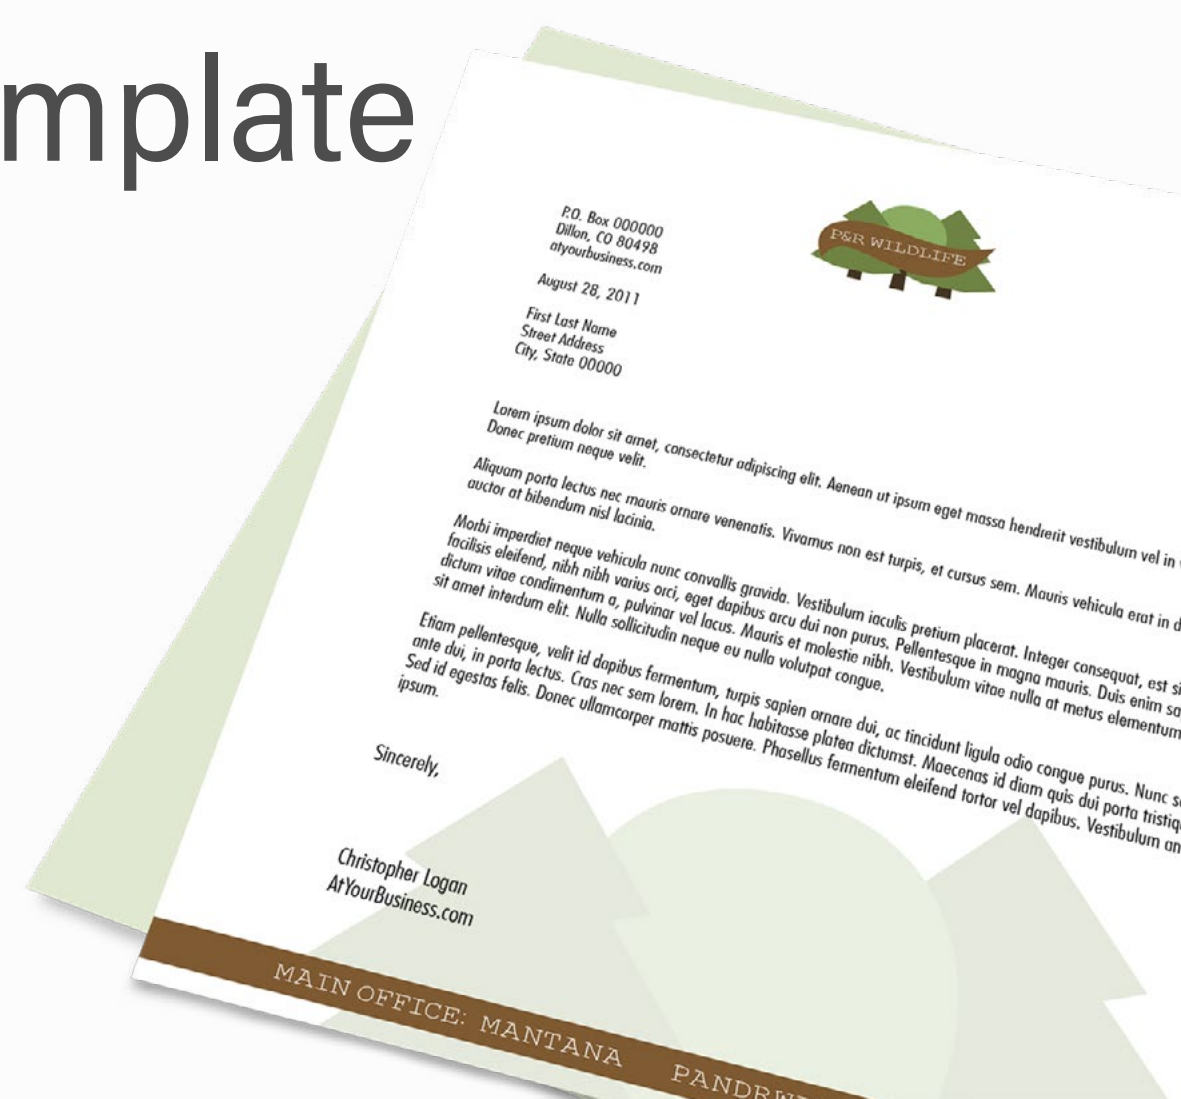 mplate
P&R WILDLIFE
P.O. Box 000000
Dillon, CO 80498
atyourbusiness.com
August 28, 2011
First Last Name
Street Address
City, State 00000
Lorem ipsum dolor sit amet, consectetur adipiscing elit. Aenean ut ipsum eget massa hendrerit vestibulum vel in
Donec pretium neque velit.
Aliquam porta lectus nec mauris ornare venenatis. Vivamus non est turpis, et cursus sem. Mauris vehicula erat in d
auctor at bibendum nisl lacinia.
Morbi imperdiet neque vehicula nunc convallis gravida. Vestibulum iaculis pretium placerat. Integer consequat, est si
facilisis eleifend, nibh nibh varius orci, eget dapibus arcu dui non purus. Pellentesque in magna mauris. Duis enim sa
dictum vitae condimentum a, pulvinar vel lacus. Mauris et molestie nibh. Vestibulum vitae nulla at metus elementum
sit amet interdum elit. Nulla sollicitudin neque eu nulla volutpat congue.
Etiam pellentesque, velit id dapibus fermentum, turpis sapien ornare dui, ac tincidunt ligula odio congue purus. Nunc s
ante dui, in porta lectus. Cras nec sem lorem. In hac habitasse platea dictumst. Maecenas id diam quis dui porta tristiq
Sed id egestas felis. Donec ullamcorper mattis posuere. Phasellus fermentum eleifend tortor vel dapibus. Vestibulum an
ipsum.
Sincerely,
Christopher Logan
AtYourBusiness.com
MAIN OFFICE: MANTANA PANDRW